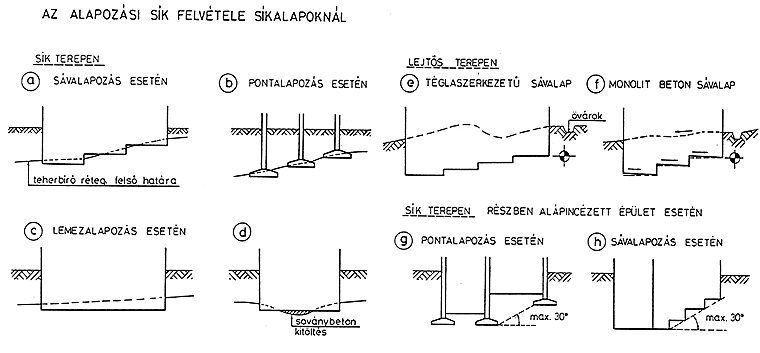 AZ ALAPOZÁSI SÍK FELVÉTELE SÍKALAPOKNÁL
SÍK TEREPEN
a SÁVALAPOZÁS ESETÉN
b PONTALAPOZÁS ESETÉN
teherbíró réteg felső határa
c LEMEZALAPOZÁS ESETÉN
d
soványbeton
kitöltés
LEJTŐS TEREPEN
e TÉGLASZERKEZETŰ SÁVALAP
f MONOLIT BETON SÁVALAP
övárok
SÍK TEREPEN RÉSZBEN ALÁPINCÉZETT ÉPÜLET ESETÉN
g PONTALAPOZÁS ESETÉN
h SÁVALAPOZÁS ESETÉN
max. 30°
max. 30°